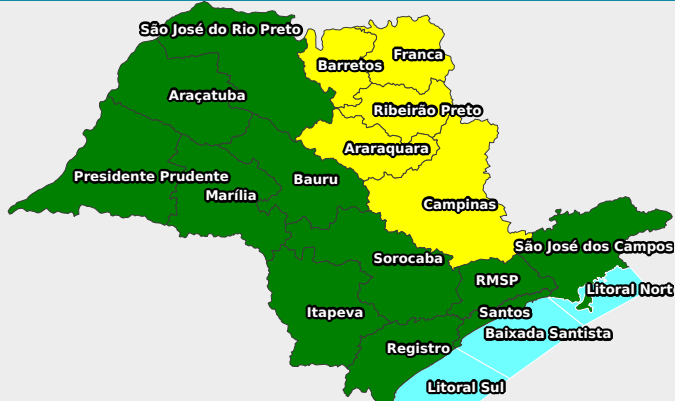 São José do Rio Preto
Franca
Barretos
Araçatuba
Ribeirão Preto
Araraquara
Presidente Prudente
Bauru
Marília
Campinas
São José dos Campos
Sorocaba
RMSP
Litoral Nort
Itapeva
Santos
Baixada Santista
Registro
Litoral Sul